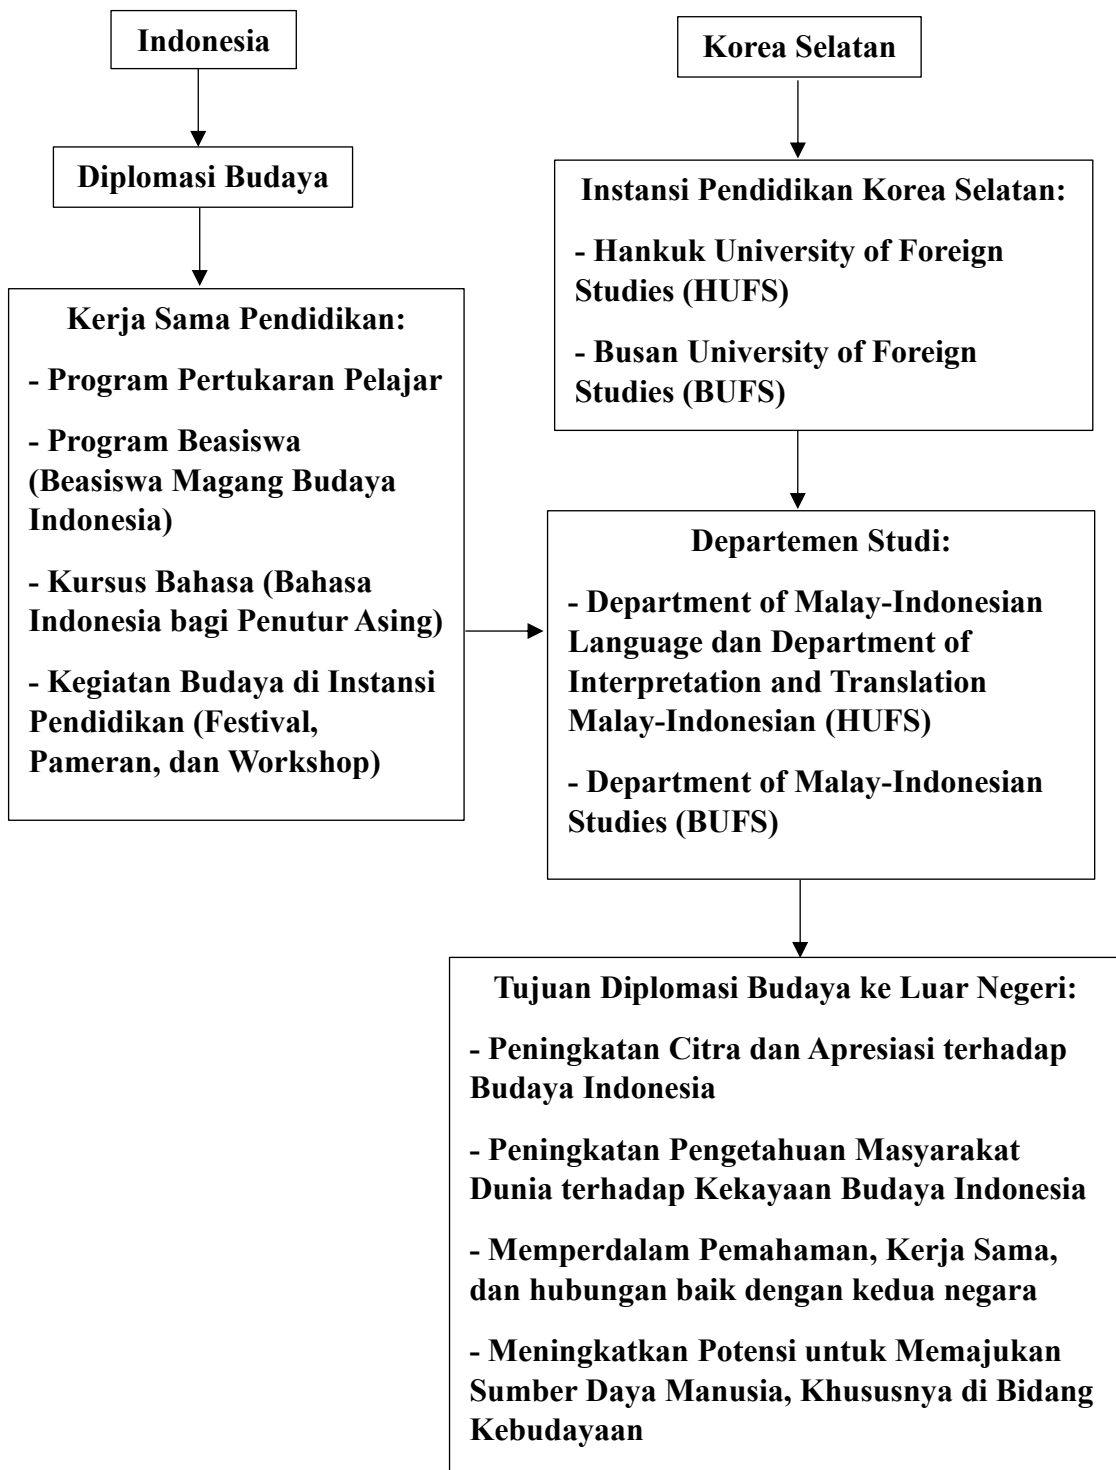 Indonesia
Diplomasi Budaya
Kerja Sama Pendidikan:
- Program Pertukaran Pelajar
- Program Beasiswa
(Beasiswa Magang Budaya
Indonesia)
- Kursus Bahasa (Bahasa
Indonesia bagi Penutur Asing)
- Kegiatan Budaya di Instansi
Pendidikan (Festival,
Pameran, dan Workshop)
Korea Selatan
Instansi Pendidikan Korea Selatan:
- Hankuk University of Foreign
Studies (HUFS)
- Busan University of Foreign
Studies (BUFS)
Departemen Studi:
- Department of Malay-Indonesian
Language dan Department of
Interpretation and Translation
Malay-Indonesian (HUFS)
- Department of Malay-Indonesian
Studies (BUFS)
Tujuan Diplomasi Budaya ke Luar Negeri:
- Peningkatan Citra dan Apresiasi terhadap
Budaya Indonesia
- Peningkatan Pengetahuan Masyarakat
Dunia terhadap Kekayaan Budaya Indonesia
- Memperdalam Pemahaman, Kerja Sama,
dan hubungan baik dengan kedua negara
- Meningkatkan Potensi untuk Memajukan
Sumber Daya Manusia, Khususnya di Bidang
Kebudayaan